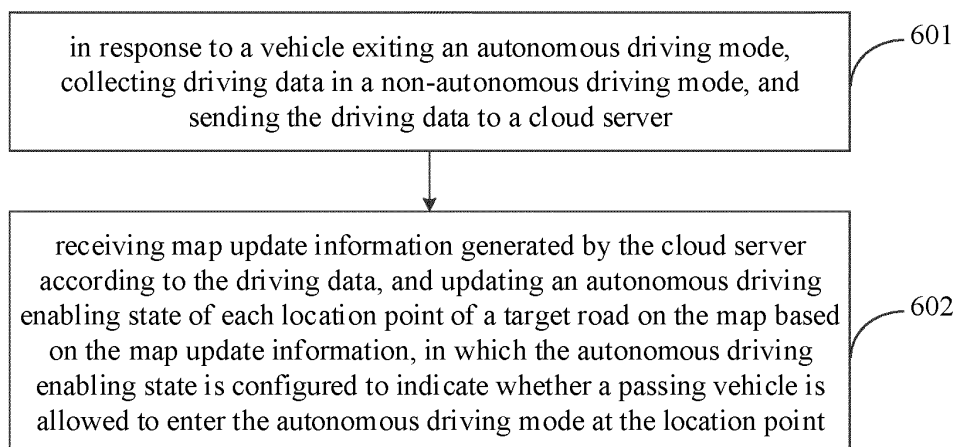 in response to a vehicle exiting an autonomous driving mode,
collecting driving data in a non-autonomous driving mode, and
sending the driving data to a cloud server
601
receiving map update information generated by the cloud server
according to the driving data, and updating an autonomous driving
enabling state of each location point of a target road on the map based
on the map update information, in which the autonomous driving
enabling state is configured to indicate whether a passing vehicle is
allowed to enter the autonomous driving mode at the location point
602